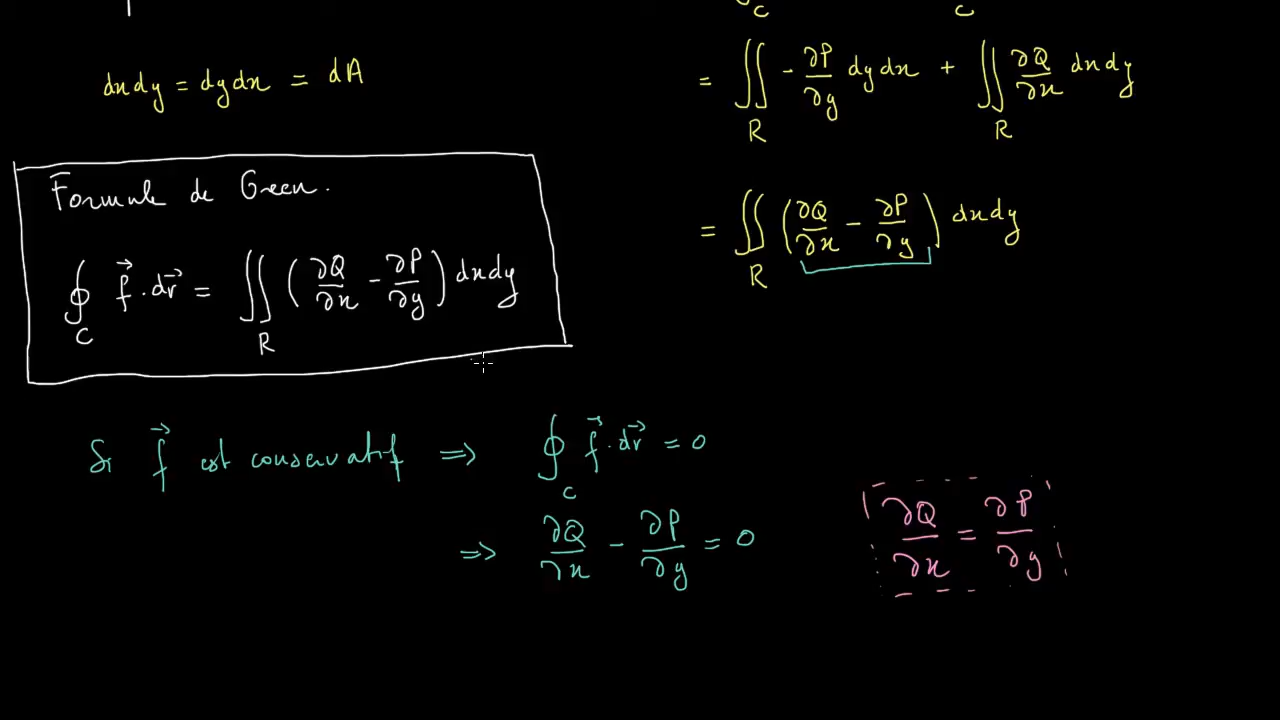 dxdy = dydx = dA
Formule de Green.
∮_C f⃗ · dr⃗ = ∬_R (∂Q/∂x − ∂P/∂y) dxdy
C C
= ∬_R − ∂P/∂y dydx + ∬_R ∂Q/∂x dxdy
= ∬_R (∂Q/∂x − ∂P/∂y) dxdy
Si f⃗ est conservatif ⇒ ∮_C f⃗ · dr⃗ = 0
⇒ ∂Q/∂x − ∂P/∂y = 0
∂Q/∂x = ∂P/∂y